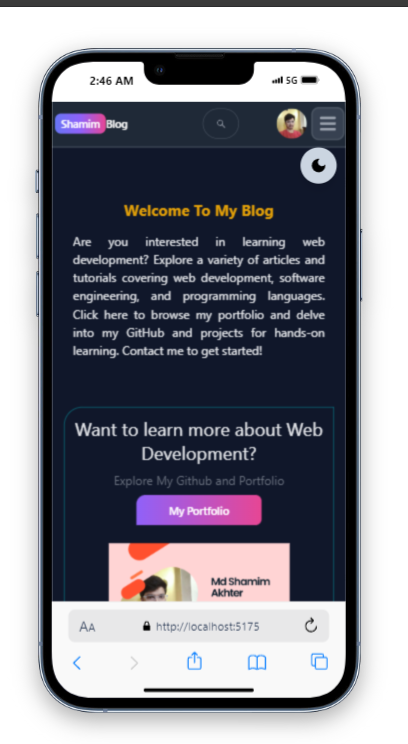 2:46 AM
5G
Shamim Blog
Welcome To My Blog
Are you interested in learning web
development? Explore a variety of articles and
tutorials covering web development, software
engineering, and programming languages.
Click here to browse my portfolio and delve
into my GitHub and projects for hands-on
learning. Contact me to get started!
Want to learn more about Web
Development?
Explore My Github and Portfolio
My Portfolio
Md Shamim
Akhter
AA
http://localhost:5175